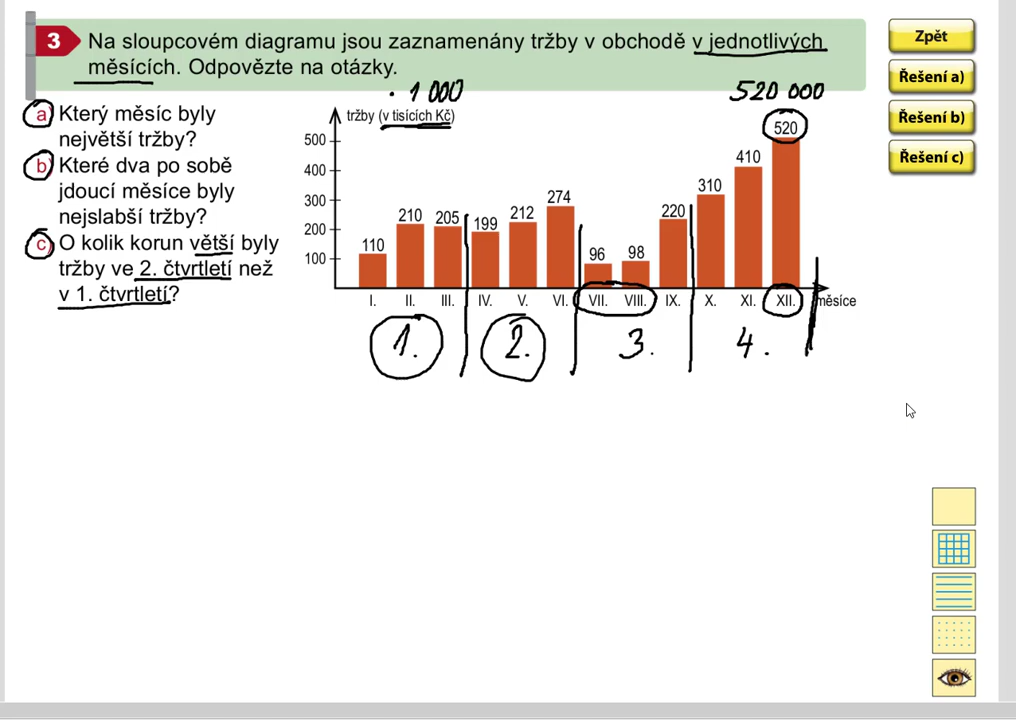 3 Na sloupcovém diagramu jsou zaznamenány tržby v obchodě v jednotlivých
měsících. Odpovězte na otázky.
Zpět
Řešení a)
Řešení b)
Řešení c)
a) Který měsíc byly
největší tržby?
b) Které dva po sobě
jdoucí měsíce byly
nejslabší tržby?
c) O kolik korun větší byly
tržby ve 2. čtvrtletí než
v 1. čtvrtletí?
· 1 000
520 000
tržby (v tisících Kč)
500
400
300
200
100
110 210 205 199 212 274 96 98 220 310 410 520
I. II. III. IV. V. VI. VII. VIII. IX. X. XI. XII. měsíce
1. 2. 3. 4.